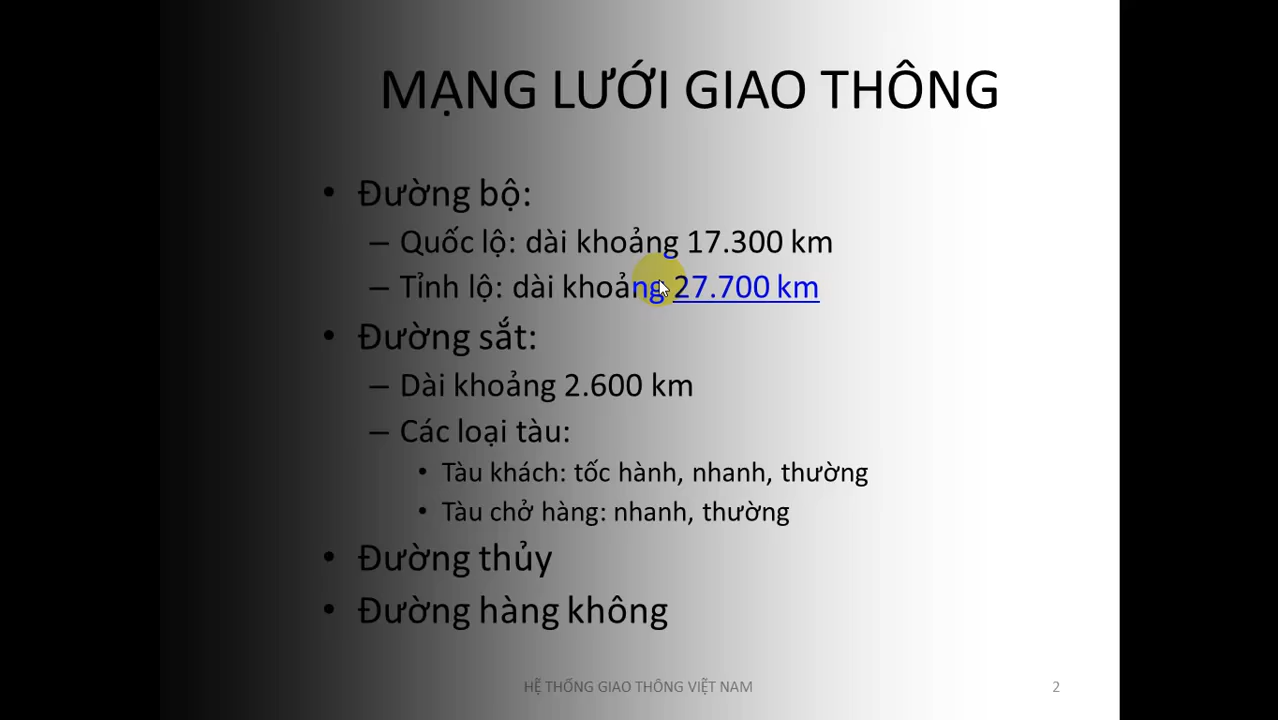 MẠNG LƯỚI GIAO THÔNG
• Đường bộ:
– Quốc lộ: dài khoảng 17.300 km
– Tỉnh lộ: dài khoảng 27.700 km
• Đường sắt:
– Dài khoảng 2.600 km
– Các loại tàu:
• Tàu khách: tốc hành, nhanh, thường
• Tàu chở hàng: nhanh, thường
• Đường thủy
• Đường hàng không
HỆ THỐNG GIAO THÔNG VIỆT NAM
2